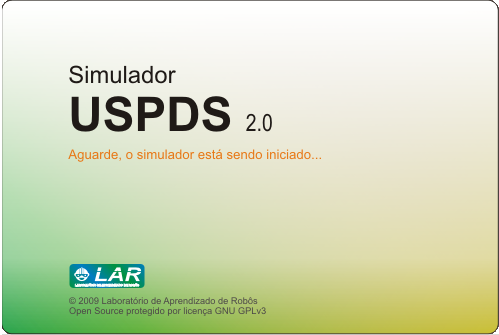 Simulador
USPDS 2.0
Aguarde, o simulador está sendo iniciado...
LAR
© 2009 Laboratório de Aprendizado de Robôs
Open Source protegido por licença GNU GPLv3